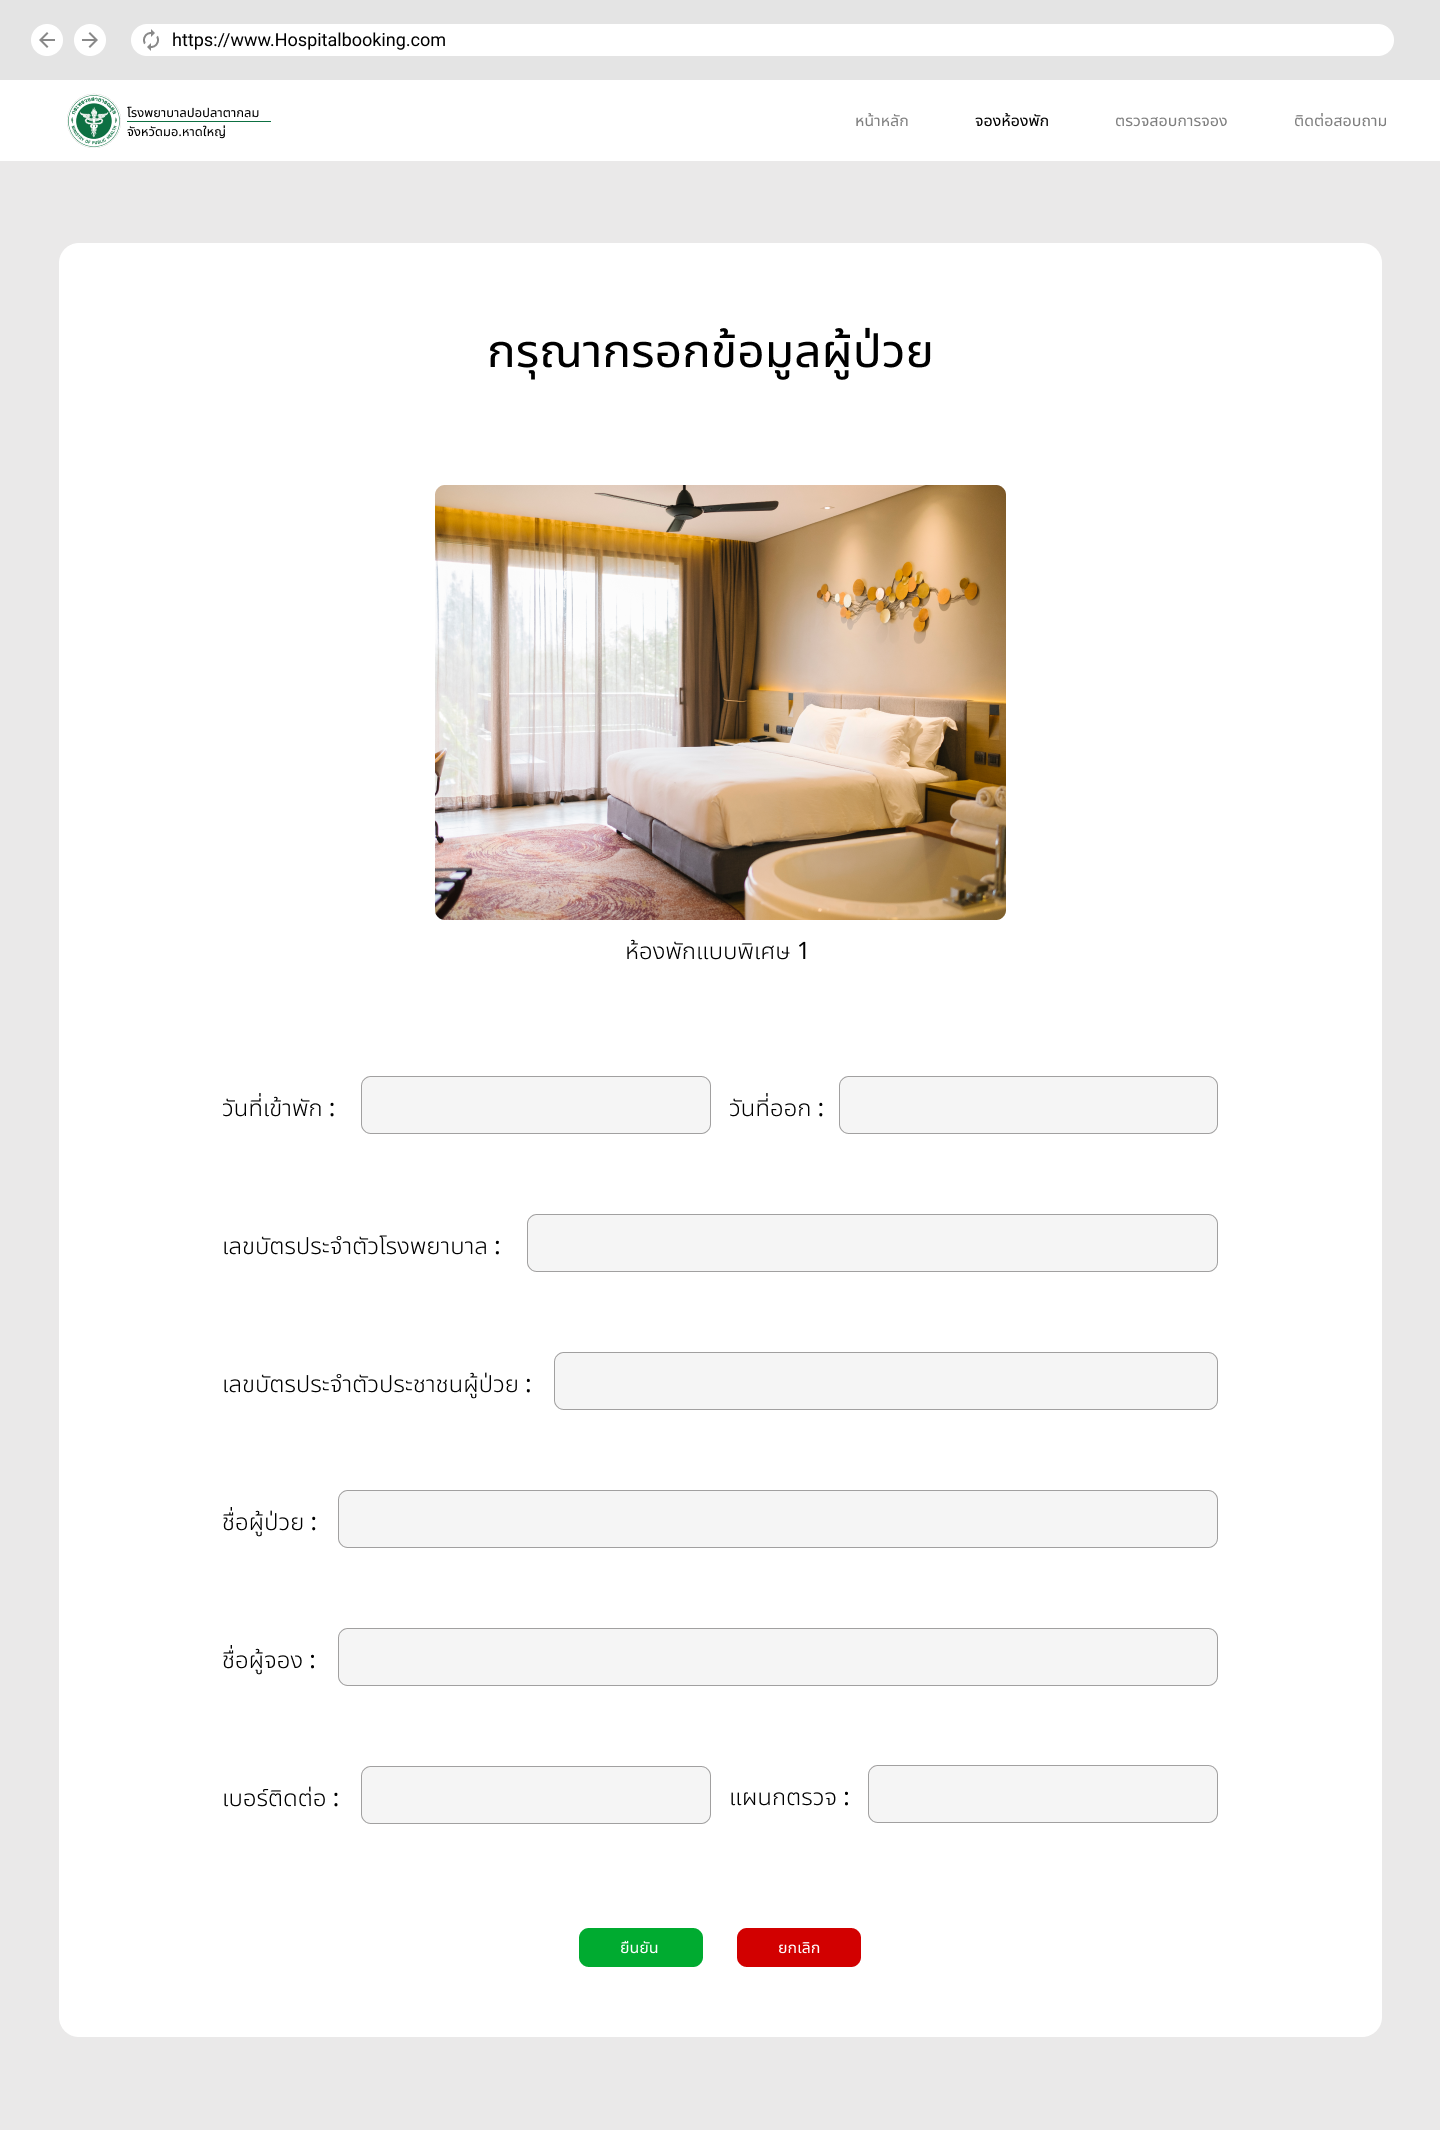 https://www.Hospitalbooking.com
โรงพยาบาลปอปลาตากลม
จังหวัดมอ.หาดใหญ่
หน้าหลัก
จองห้องพัก
ตรวจสอบการจอง
ติดต่อสอบถาม
กรุณากรอกข้อมูลผู้ป่วย
ห้องพักแบบพิเศษ 1
วันที่เข้าพัก :
วันที่ออก :
เลขบัตรประจำตัวโรงพยาบาล :
เลขบัตรประจำตัวประชาชนผู้ป่วย :
ชื่อผู้ป่วย :
ชื่อผู้จอง :
เบอร์ติดต่อ :
แผนกตรวจ :
ยืนยัน
ยกเลิก